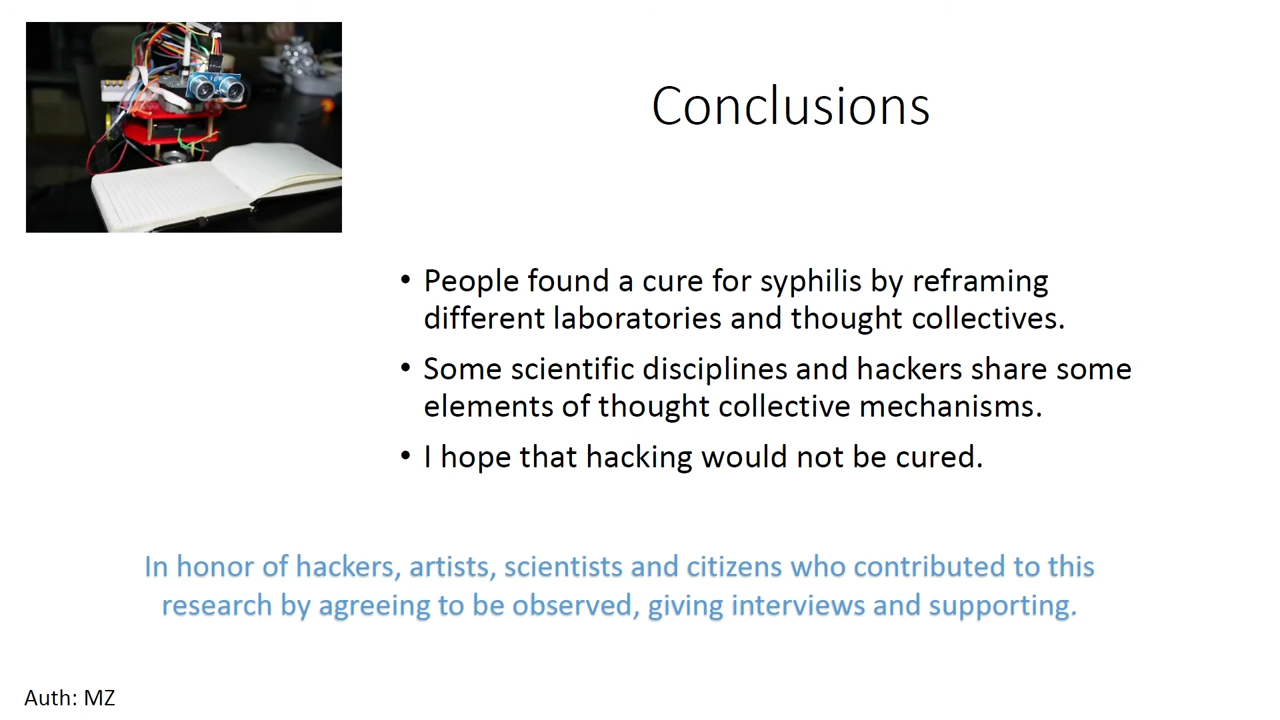 Conclusions
• People found a cure for syphilis by reframing
different laboratories and thought collectives.
• Some scientific disciplines and hackers share some
elements of thought collective mechanisms.
• I hope that hacking would not be cured.
In honor of hackers, artists, scientists and citizens who contributed to this
research by agreeing to be observed, giving interviews and supporting.
Auth: MZ